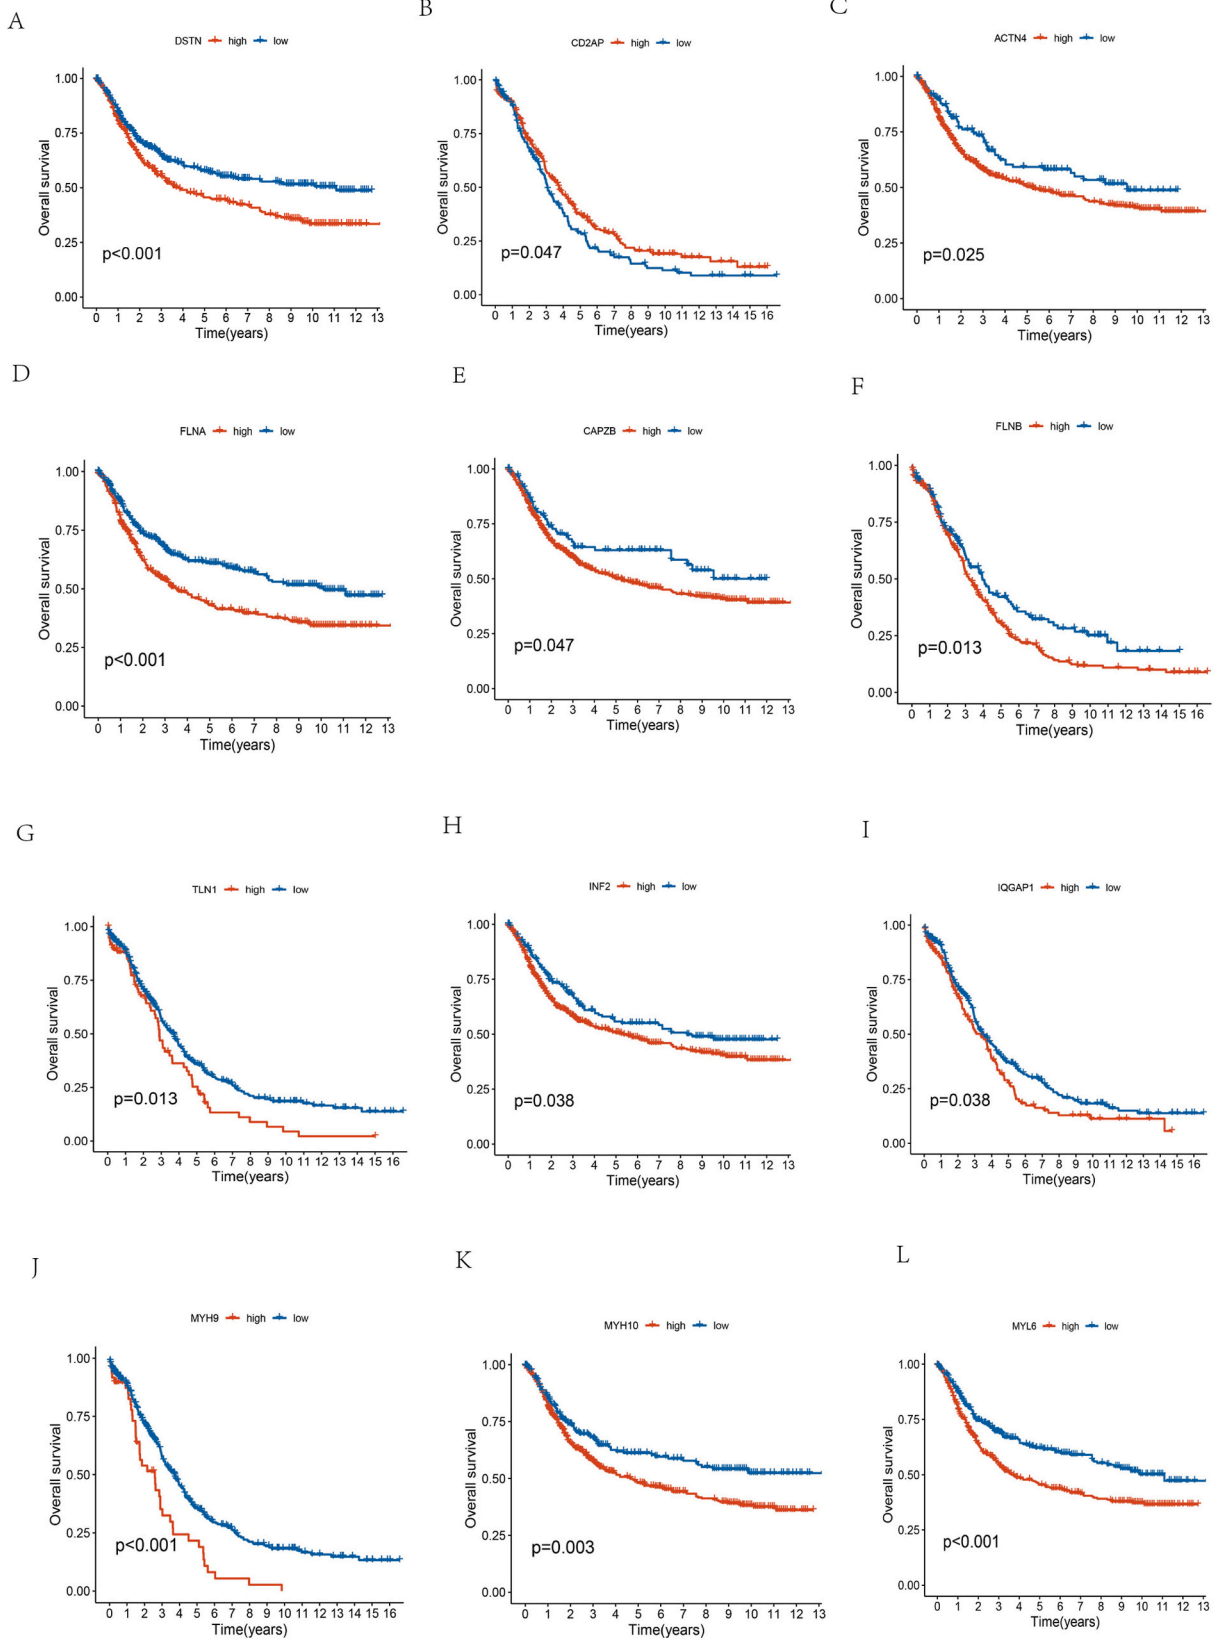 A
DSTN high low
Overall survival
1.00
0.75
0.50
0.25
0.00
p<0.001
0 1 2 3 4 5 6 7 8 9 10 11 12 13
Time(years)
B
CD2AP high low
Overall survival
1.00
0.75
0.50
0.25
0.00
p=0.047
0 1 2 3 4 5 6 7 8 9 10 11 12 13 14 15 16
Time(years)
C
ACTN4 high low
Overall survival
1.00
0.75
0.50
0.25
0.00
p=0.025
0 1 2 3 4 5 6 7 8 9 10 11 12 13
Time(years)
D
FLNA high low
Overall survival
1.00
0.75
0.50
0.25
0.00
p<0.001
0 1 2 3 4 5 6 7 8 9 10 11 12 13
Time(years)
E
CAPZB high low
Overall survival
1.00
0.75
0.50
0.25
0.00
p=0.047
0 1 2 3 4 5 6 7 8 9 10 11 12 13
Time(years)
F
FLNB high low
Overall survival
1.00
0.75
0.50
0.25
0.00
p=0.013
0 1 2 3 4 5 6 7 8 9 10 11 12 13 14 15 16
Time(years)
G
TLN1 high low
Overall survival
1.00
0.75
0.50
0.25
0.00
p=0.013
0 1 2 3 4 5 6 7 8 9 10 11 12 13 14 15 16
Time(years)
H
INF2 high low
Overall survival
1.00
0.75
0.50
0.25
0.00
p=0.038
0 1 2 3 4 5 6 7 8 9 10 11 12 13
Time(years)
I
IQGAP1 high low
Overall survival
1.00
0.75
0.50
0.25
0.00
p=0.038
0 1 2 3 4 5 6 7 8 9 10 11 12 13 14 15 16
Time(years)
J
MYH9 high low
Overall survival
1.00
0.75
0.50
0.25
0.00
p<0.001
0 1 2 3 4 5 6 7 8 9 10 11 12 13 14 15 16
Time(years)
K
MYH10 high low
Overall survival
1.00
0.75
0.50
0.25
0.00
p=0.003
0 1 2 3 4 5 6 7 8 9 10 11 12 13
Time(years)
L
MYL6 high low
Overall survival
1.00
0.75
0.50
0.25
0.00
p<0.001
0 1 2 3 4 5 6 7 8 9 10 11 12 13
Time(years)